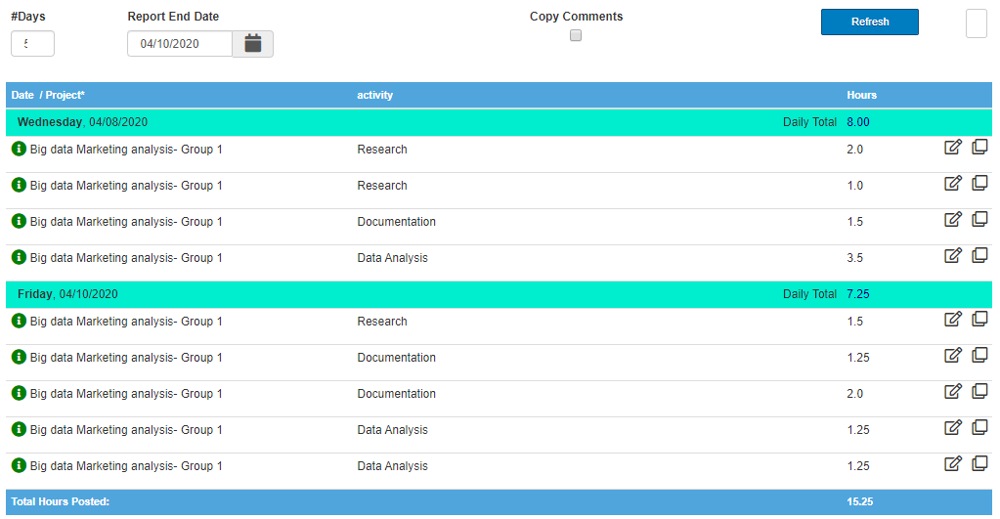 #Days Report End Date Copy Comments Refresh
5 04/10/2020
Date / Project* activity Hours
Wednesday, 04/08/2020 Daily Total 8.00
Big data Marketing analysis- Group 1 Research 2.0
Big data Marketing analysis- Group 1 Research 1.0
Big data Marketing analysis- Group 1 Documentation 1.5
Big data Marketing analysis- Group 1 Data Analysis 3.5
Friday, 04/10/2020 Daily Total 7.25
Big data Marketing analysis- Group 1 Research 1.5
Big data Marketing analysis- Group 1 Documentation 1.25
Big data Marketing analysis- Group 1 Documentation 2.0
Big data Marketing analysis- Group 1 Data Analysis 1.25
Big data Marketing analysis- Group 1 Data Analysis 1.25
Total Hours Posted: 15.25